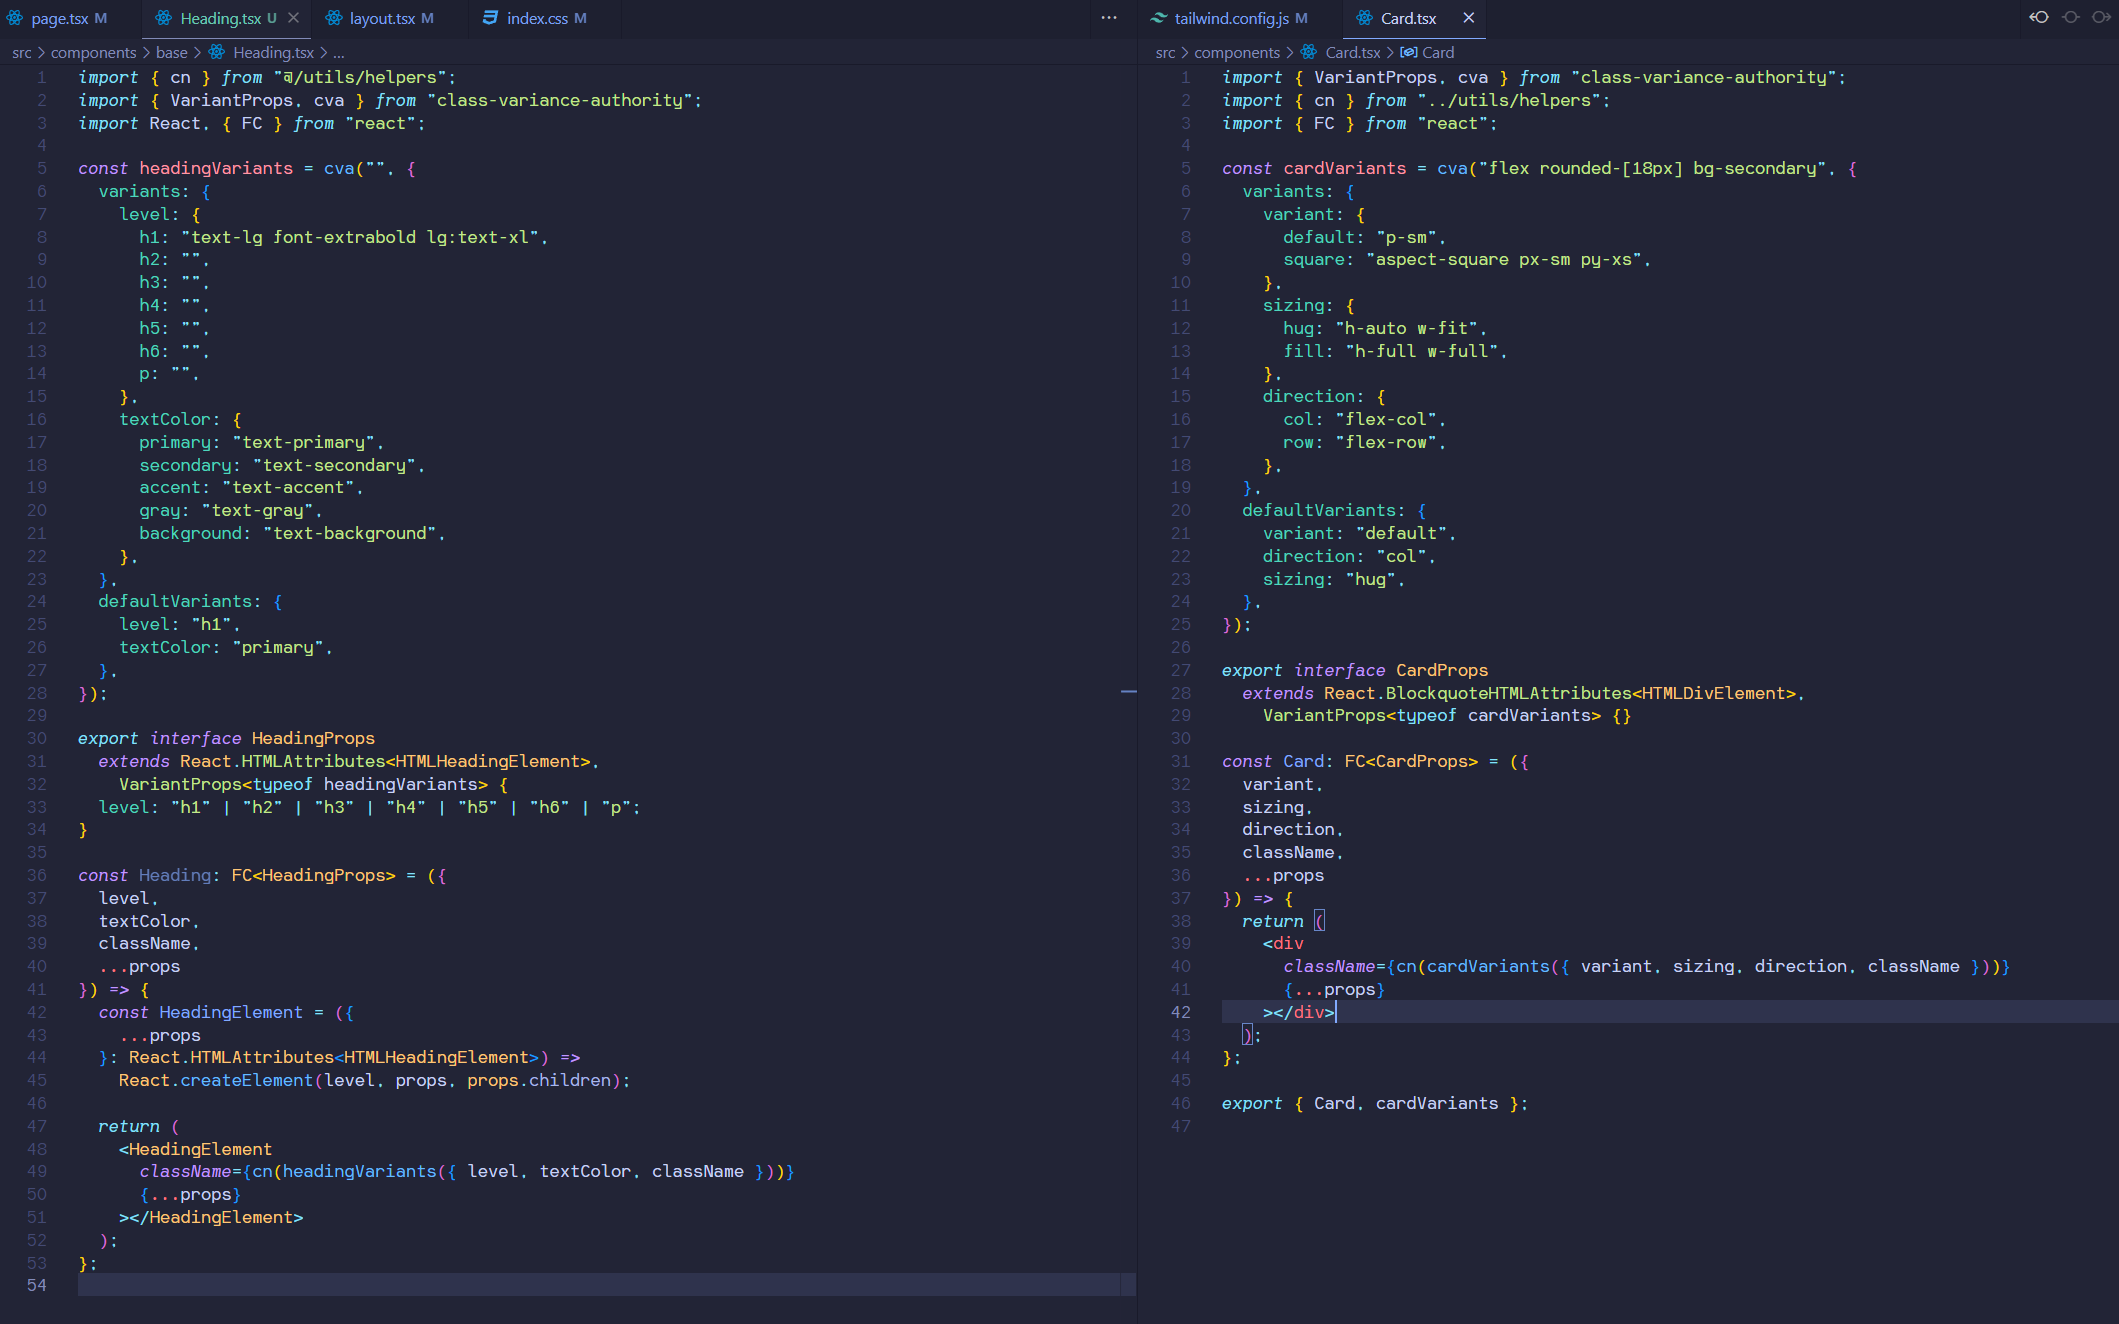 page.tsx M Heading.tsx U layout.tsx M index.css M
src > components > base > Heading.tsx > ...
1 import { cn } from "@/utils/helpers";
2 import { VariantProps, cva } from "class-variance-authority";
3 import React, { FC } from "react";
4
5 const headingVariants = cva("", {
6 variants: {
7 level: {
8 h1: "text-lg font-extrabold lg:text-xl",
9 h2: "",
10 h3: "",
11 h4: "",
12 h5: "",
13 h6: "",
14 p: "",
15 },
16 textColor: {
17 primary: "text-primary",
18 secondary: "text-secondary",
19 accent: "text-accent",
20 gray: "text-gray",
21 background: "text-background",
22 },
23 },
24 defaultVariants: {
25 level: "h1",
26 textColor: "primary",
27 },
28 });
29
30 export interface HeadingProps
31 extends React.HTMLAttributes<HTMLHeadingElement>,
32 VariantProps<typeof headingVariants> {
33 level: "h1" | "h2" | "h3" | "h4" | "h5" | "h6" | "p";
34 }
35
36 const Heading: FC<HeadingProps> = ({
37 level,
38 textColor,
39 className,
40 ...props
41 }) => {
42 const HeadingElement = ({
43 ...props
44 }: React.HTMLAttributes<HTMLHeadingElement>) =>
45 React.createElement(level, props, props.children);
46
47 return (
48 <HeadingElement
49 className={cn(headingVariants({ level, textColor, className }))}
50 {...props}
51 ></HeadingElement>
52 );
53 };
54
tailwind.config.js M Card.tsx
src > components > Card.tsx > Card
1 import { VariantProps, cva } from "class-variance-authority";
2 import { cn } from "../utils/helpers";
3 import { FC } from "react";
4
5 const cardVariants = cva("flex rounded-[18px] bg-secondary", {
6 variants: {
7 variant: {
8 default: "p-sm",
9 square: "aspect-square px-sm py-xs",
10 },
11 sizing: {
12 hug: "h-auto w-fit",
13 fill: "h-full w-full",
14 },
15 direction: {
16 col: "flex-col",
17 row: "flex-row",
18 },
19 },
20 defaultVariants: {
21 variant: "default",
22 direction: "col",
23 sizing: "hug",
24 },
25 });
26
27 export interface CardProps
28 extends React.BlockquoteHTMLAttributes<HTMLDivElement>,
29 VariantProps<typeof cardVariants> {}
30
31 const Card: FC<CardProps> = ({
32 variant,
33 sizing,
34 direction,
35 className,
36 ...props
37 }) => {
38 return (
39 <div
40 className={cn(cardVariants({ variant, sizing, direction, className }))}
41 {...props}
42 ></div>
43 );
44 };
45
46 export { Card, cardVariants };
47